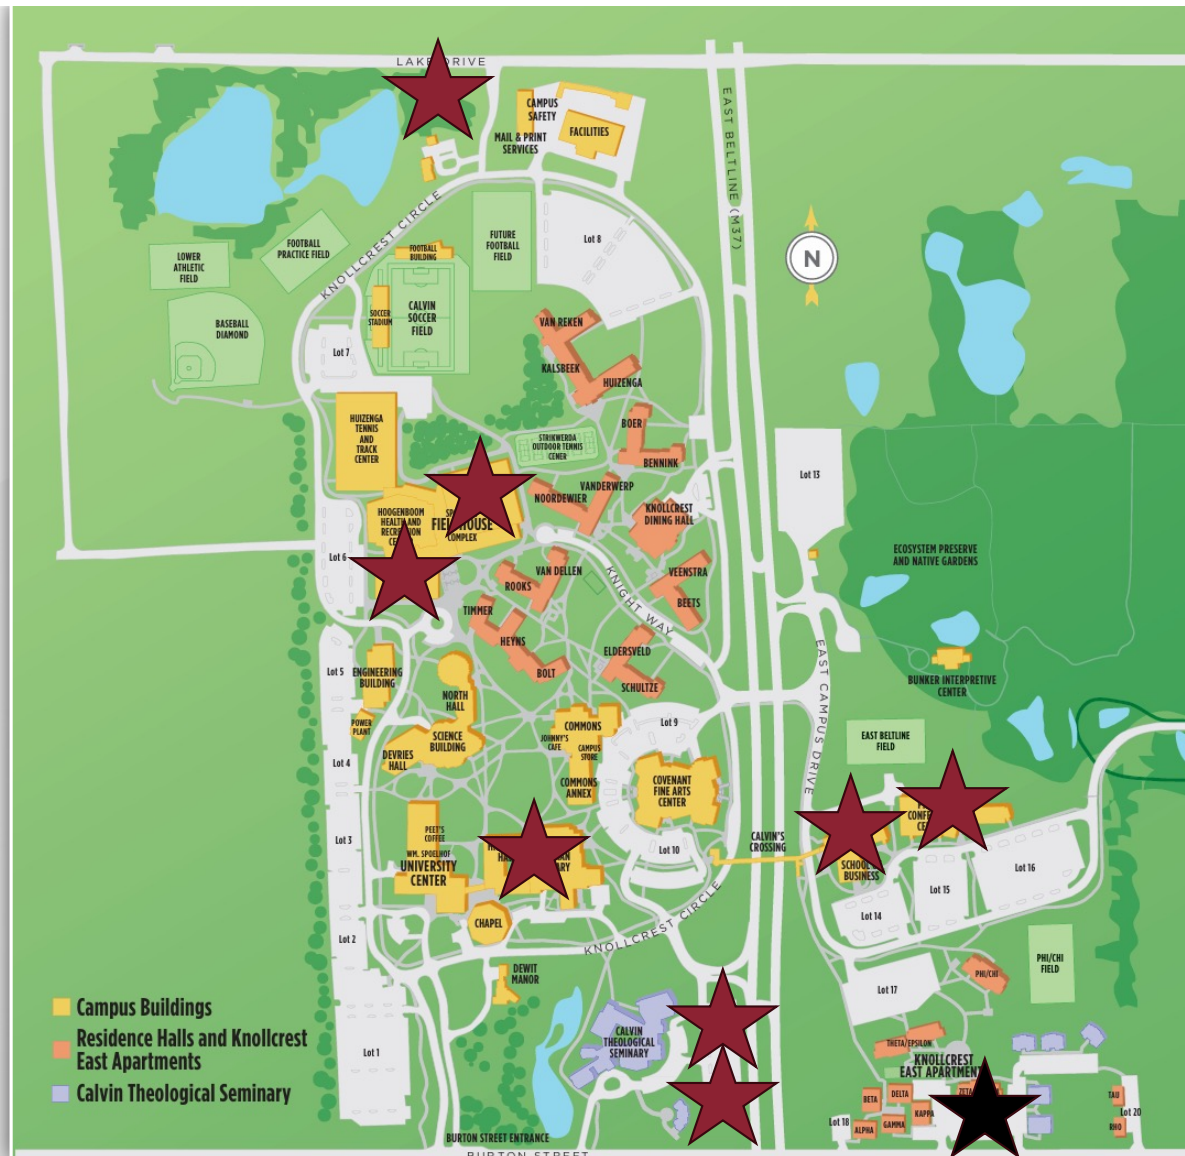 LAKE DRIVE
EAST BELTLINE (M37)
CAMPUS
SAFETY
FACILITIES
MAIL & PRINT
SERVICES
KNOLLCREST CIRCLE
FUTURE
FOOTBALL
FIELD
Lot 8
N
FOOTBALL
PRACTICE FIELD
LOWER
ATHLETIC
FIELD
FOOTBALL
BUILDING
BASEBALL
DIAMOND
SOCCER
STADIUM
CALVIN
SOCCER
FIELD
Lot 7
VAN REKEN
KALSBEEK
HUIZENGA
HUIZENGA
TENNIS
AND
TRACK
CENTER
BOER
BENNINK
STRIKWERDA
OUTDOOR TENNIS
CENER
Lot 13
VANDERWERP
NOORDEWIER
KNOLLCREST
DINING HALL
HOOGENBOOM
HEALTH AND
COMPLEX
Lot 6
ECOSYSTEM PRESERVE
AND NATIVE GARDENS
VAN DELLEN
ROOKS
KNIGHT WAY
VEENSTRA
BEETS
TIMMER
HEYNS
BOLT
ELDERSVELD
SCHULTZE
EAST CAMPUS DRIVE
BUNKER INTERPRETIVE
CENTER
Lot 5
ENGINEERING
BUILDING
NORTH
HALL
POWER
PLANT
SCIENCE
BUILDING
DEVRIES
HALL
COMMONS
JOHNNY'S
CAFE
CAMPUS
STORE
COMMONS
ANNEX
Lot 9
EAST BELTLINE
FIELD
Lot 4
COVENANT
FINE ARTS
CENTER
Lot 3
PEET'S
COFFEE
WM. SPOELHOF
UNIVERSITY
CENTER
CALVIN'S
CROSSING
Lot 10
SCHOOL
BUSINESS
Lot 16
Lot 15
Lot 14
CHAPEL
KNOLLCREST CIRCLE
Lot 2
PHI/CHI
FIELD
DEWIT
MANOR
PHI/CHI
Lot 17
Campus Buildings
Residence Halls and Knollcrest
East Apartments
Calvin Theological Seminary
Lot 1
CALVIN
THEOLOGICAL
SEMINARY
THETA/EPSILON
KNOLLCREST
EAST APARTMENT
BETA
DELTA
KAPPA
ALPHA
GAMMA
Lot 18
TAU
Lot 20
RHO
BURTON STREET ENTRANCE
BURTON STREET